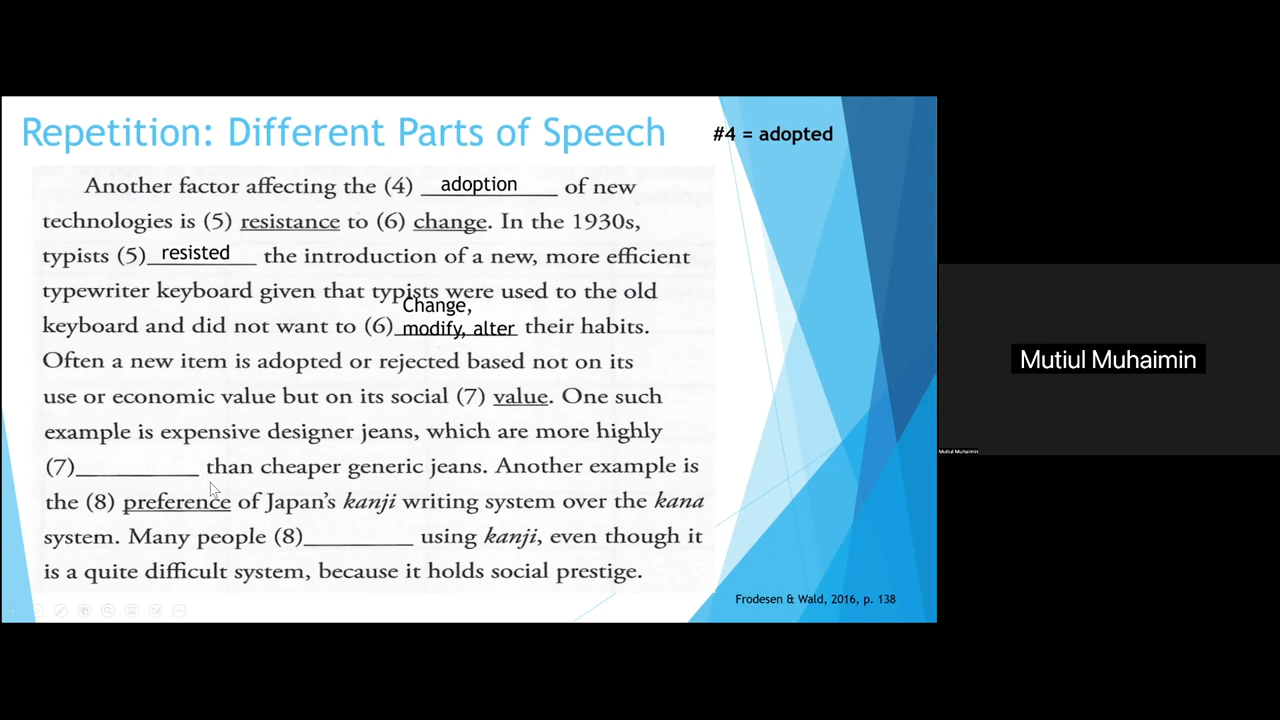 Repetition: Different Parts of Speech
#4 = adopted
Another factor affecting the (4) adoption of new
technologies is (5) resistance to (6) change. In the 1930s,
typists (5) resisted the introduction of a new, more efficient
typewriter keyboard given that typists were used to the old
Change,
keyboard and did not want to (6) modify, alter their habits.
Often a new item is adopted or rejected based not on its
use or economic value but on its social (7) value. One such
example is expensive designer jeans, which are more highly
(7)__________ than cheaper generic jeans. Another example is
the (8) preference of Japan's kanji writing system over the kana
system. Many people (8)_________ using kanji, even though it
is a quite difficult system, because it holds social prestige.
Frodesen & Wald, 2016, p. 138
Mutiul Muhaimin
Mutiul Muhaimin